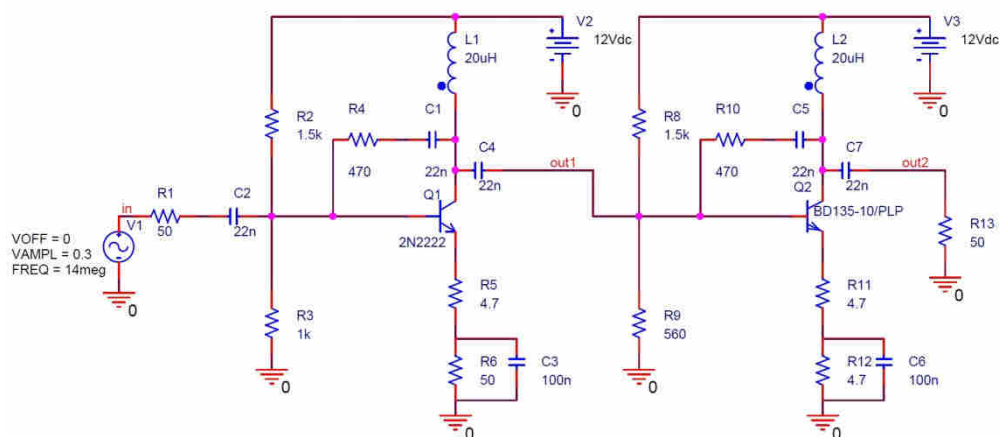 V2
12Vdc
0
L1
20uH
R2
1.5k
R4
470
C1
22n
C4
22n
out1
in
V1
R1
50
C2
22n
VOFF = 0
VAMPL = 0.3
FREQ = 14meg
0
Q1
2N2222
R5
4.7
R3
1k
0
R6
50
C3
100n
0
V3
12Vdc
0
L2
20uH
R8
1.5k
R10
470
C5
22n
C7
22n
out2
Q2
BD135-10/PLP
R13
50
0
R11
4.7
R9
560
0
R12
4.7
C6
100n
0